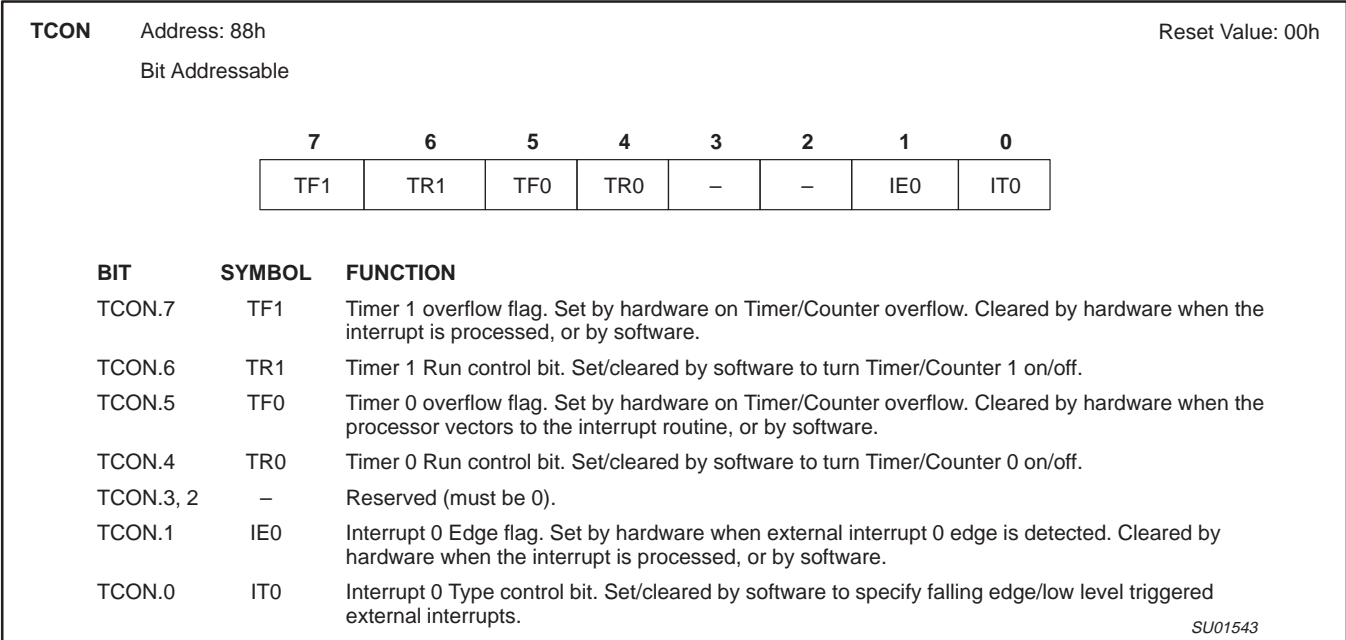 TCON Address: 88h Reset Value: 00h
Bit Addressable
7 6 5 4 3 2 1 0
TF1 TR1 TF0 TR0 – – IE0 IT0
BIT SYMBOL FUNCTION
TCON.7 TF1 Timer 1 overflow flag. Set by hardware on Timer/Counter overflow. Cleared by hardware when the
interrupt is processed, or by software.
TCON.6 TR1 Timer 1 Run control bit. Set/cleared by software to turn Timer/Counter 1 on/off.
TCON.5 TF0 Timer 0 overflow flag. Set by hardware on Timer/Counter overflow. Cleared by hardware when the
processor vectors to the interrupt routine, or by software.
TCON.4 TR0 Timer 0 Run control bit. Set/cleared by software to turn Timer/Counter 0 on/off.
TCON.3, 2 – Reserved (must be 0).
TCON.1 IE0 Interrupt 0 Edge flag. Set by hardware when external interrupt 0 edge is detected. Cleared by
hardware when the interrupt is processed, or by software.
TCON.0 IT0 Interrupt 0 Type control bit. Set/cleared by software to specify falling edge/low level triggered
external interrupts.
SU01543